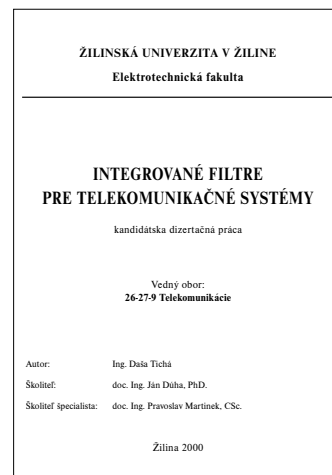 ŽILINSKÁ UNIVERZITA V ŽILINE
Elektrotechnická fakulta
INTEGROVANÉ FILTRE
PRE TELEKOMUNIKAČNÉ SYSTÉMY
kandidátska dizertačná práca
Vedný obor:
26-27-9 Telekomunikácie
Autor: Ing. Daša Tichá
Školiteľ: doc. Ing. Ján Dúha, PhD.
Školiteľ špecialista: doc. Ing. Pravoslav Martinek, CSc.
Žilina 2000